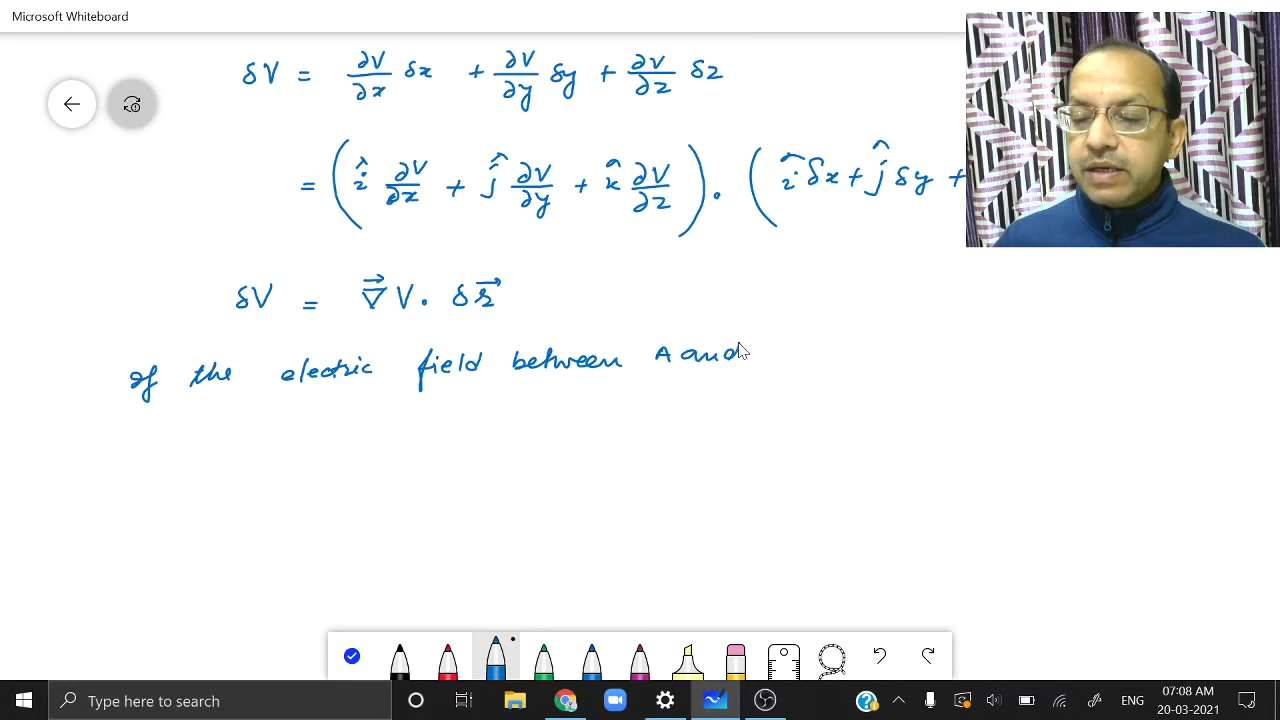 Microsoft Whiteboard
δV = ∂V/∂x δx + ∂V/∂y δy + ∂V/∂z δz
= (î ∂V/∂x + ĵ ∂V/∂y + k̂ ∂V/∂z) · (î δx + ĵ δy +
δV = ∇⃗V · δr⃗
If the electric field between A and
Type here to search
ENG
07:08 AM
20-03-2021